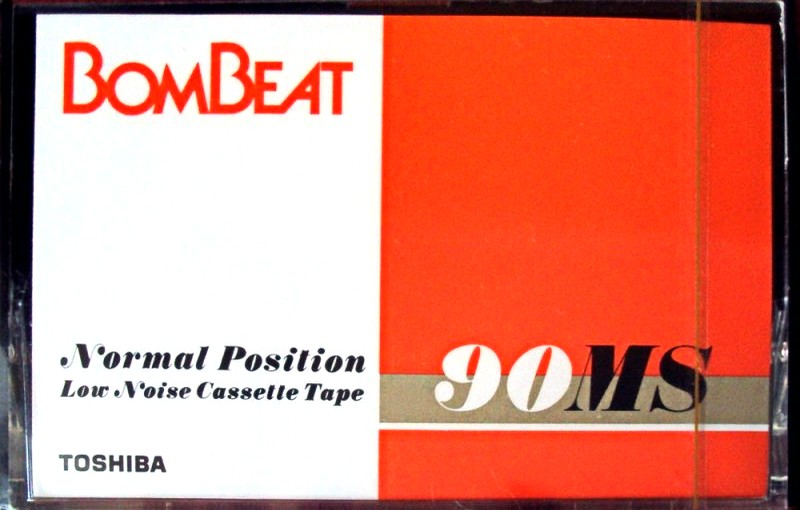 BOMBEAT
Normal Position
Low Noise Cassette Tape
90MS
TOSHIBA